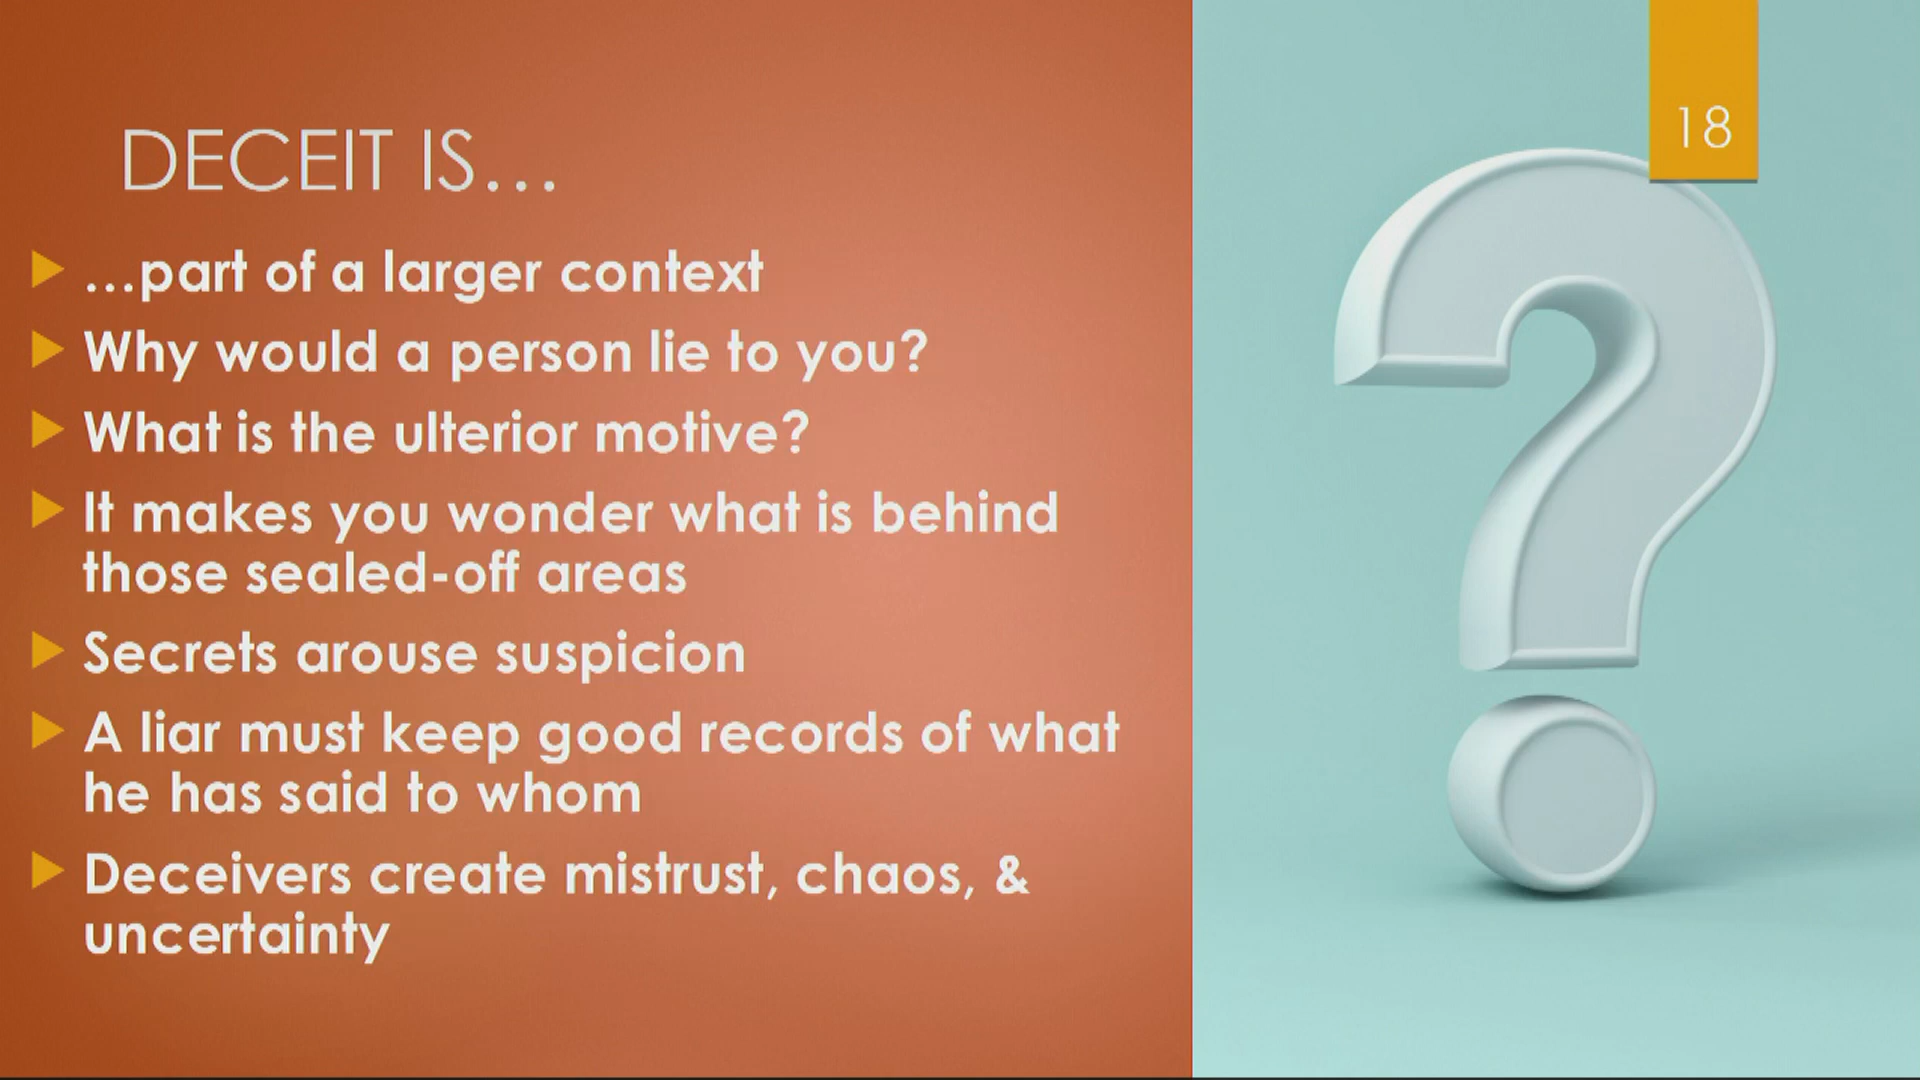 18
DECEIT IS...
...part of a larger context
Why would a person lie to you?
What is the ulterior motive?
It makes you wonder what is behind
those sealed-off areas
Secrets arouse suspicion
A liar must keep good records of what
he has said to whom
Deceivers create mistrust, chaos, &
uncertainty